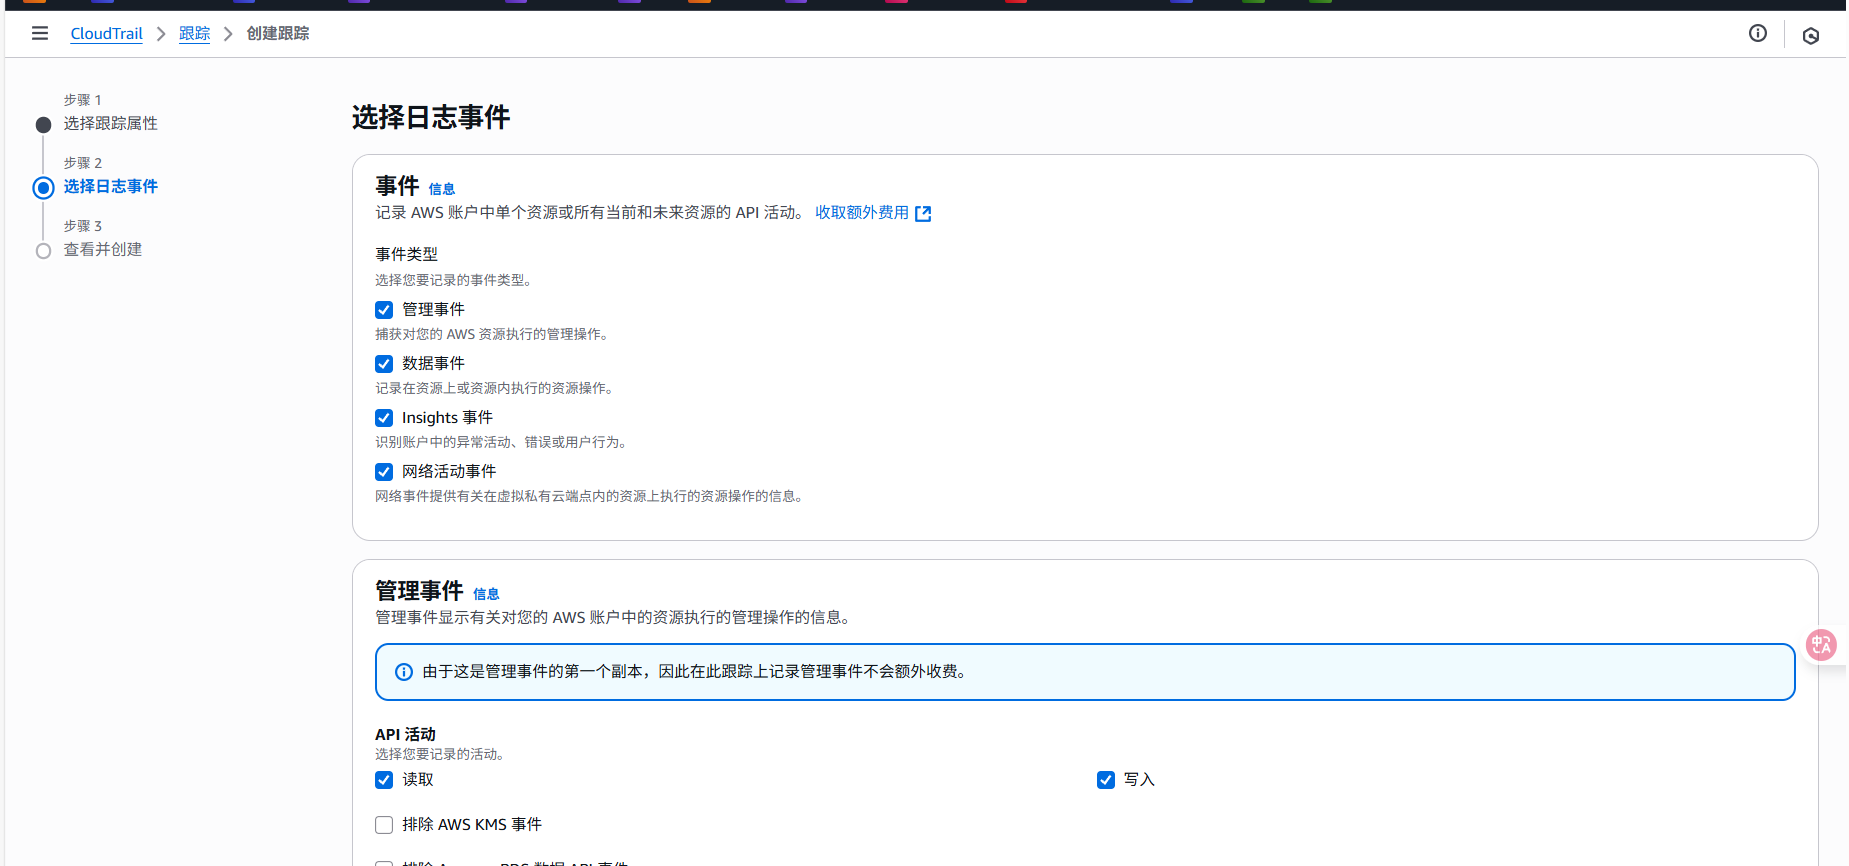 CloudTrail > 跟踪 > 创建跟踪
步骤 1
选择跟踪属性
步骤 2
选择日志事件
步骤 3
查看并创建
选择日志事件
事件 信息
记录 AWS 账户中单个资源或所有当前和未来资源的 API 活动。 收取额外费用
事件类型
选择您要记录的事件类型。
管理事件
捕获对您的 AWS 资源执行的管理操作。
数据事件
记录在资源上或资源内执行的资源操作。
Insights 事件
识别账户中的异常活动、错误或用户行为。
网络活动事件
网络事件提供有关在虚拟私有云端点内的资源上执行的资源操作的信息。
管理事件 信息
管理事件显示有关对您的 AWS 账户中的资源执行的管理操作的信息。
由于这是管理事件的第一个副本，因此在此跟踪上记录管理事件不会额外收费。
API 活动
选择您要记录的活动。
读取 写入
排除 AWS KMS 事件
排除 Amazon RDS 数据 API 事件